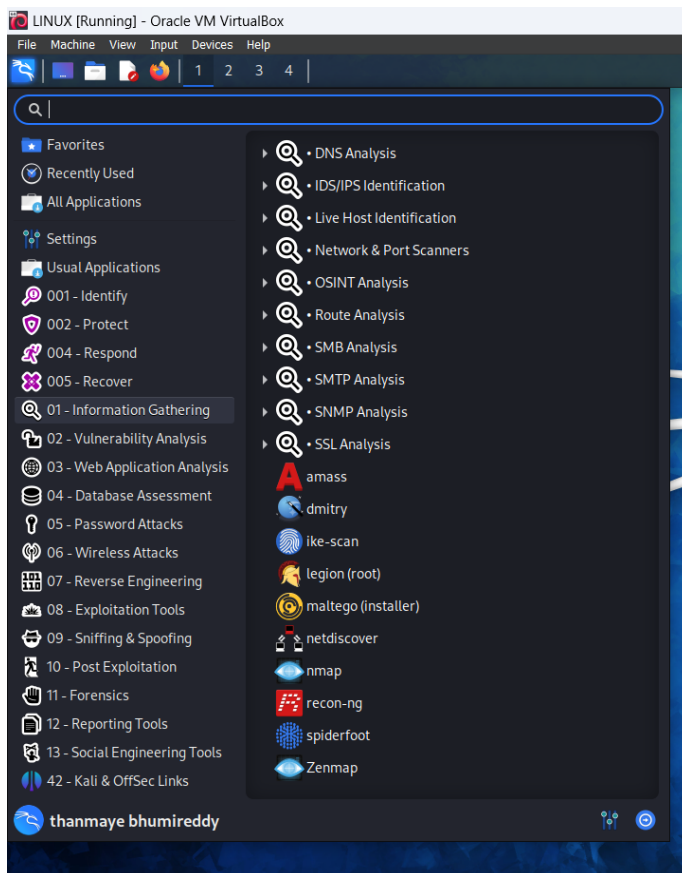 LINUX [Running] - Oracle VM VirtualBox
File Machine View Input Devices Help
1 2 3 4
Favorites
Recently Used
All Applications
Settings
Usual Applications
001 - Identify
002 - Protect
004 - Respond
005 - Recover
01 - Information Gathering
02 - Vulnerability Analysis
03 - Web Application Analysis
04 - Database Assessment
05 - Password Attacks
06 - Wireless Attacks
07 - Reverse Engineering
08 - Exploitation Tools
09 - Sniffing & Spoofing
10 - Post Exploitation
11 - Forensics
12 - Reporting Tools
13 - Social Engineering Tools
42 - Kali & OffSec Links
• DNS Analysis
• IDS/IPS Identification
• Live Host Identification
• Network & Port Scanners
• OSINT Analysis
• Route Analysis
• SMB Analysis
• SMTP Analysis
• SNMP Analysis
• SSL Analysis
amass
dmitry
ike-scan
legion (root)
maltego (installer)
netdiscover
nmap
recon-ng
spiderfoot
Zenmap
thanmaye bhumireddy